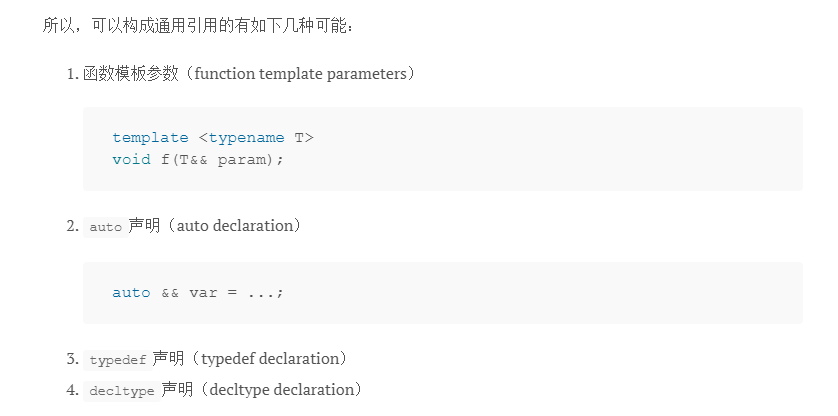 所以，可以构成通用引用的有如下几种可能：
1. 函数模板参数（function template parameters）
template <typename T>
void f(T&& param);
2. auto 声明（auto declaration）
auto && var = ...;
3. typedef 声明（typedef declaration）
4. decltype 声明（decltype declaration）